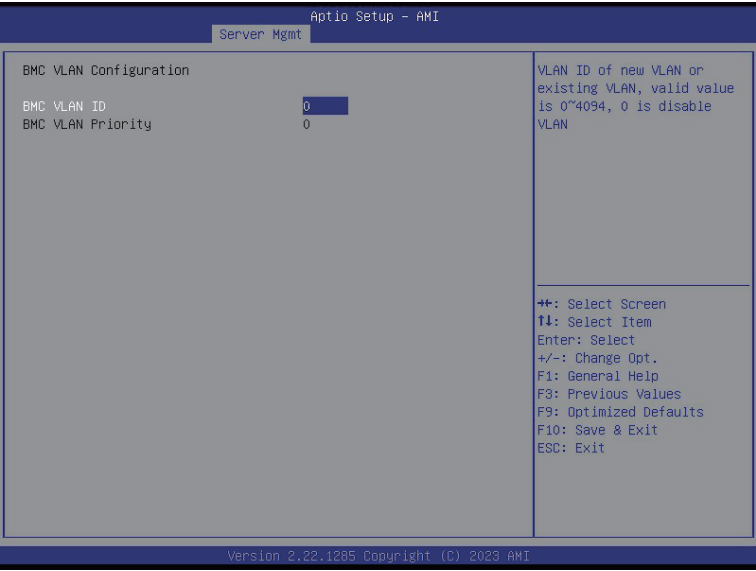 Aptio Setup – AMI
Server Mgmt
BMC VLAN Configuration
BMC VLAN ID 0
BMC VLAN Priority 0
VLAN ID of new VLAN or
existing VLAN, valid value
is 0~4094, 0 is disable
VLAN
→←: Select Screen
↑↓: Select Item
Enter: Select
+/-: Change Opt.
F1: General Help
F3: Previous Values
F9: Optimized Defaults
F10: Save & Exit
ESC: Exit
Version 2.22.1285 Copyright (C) 2023 AMI